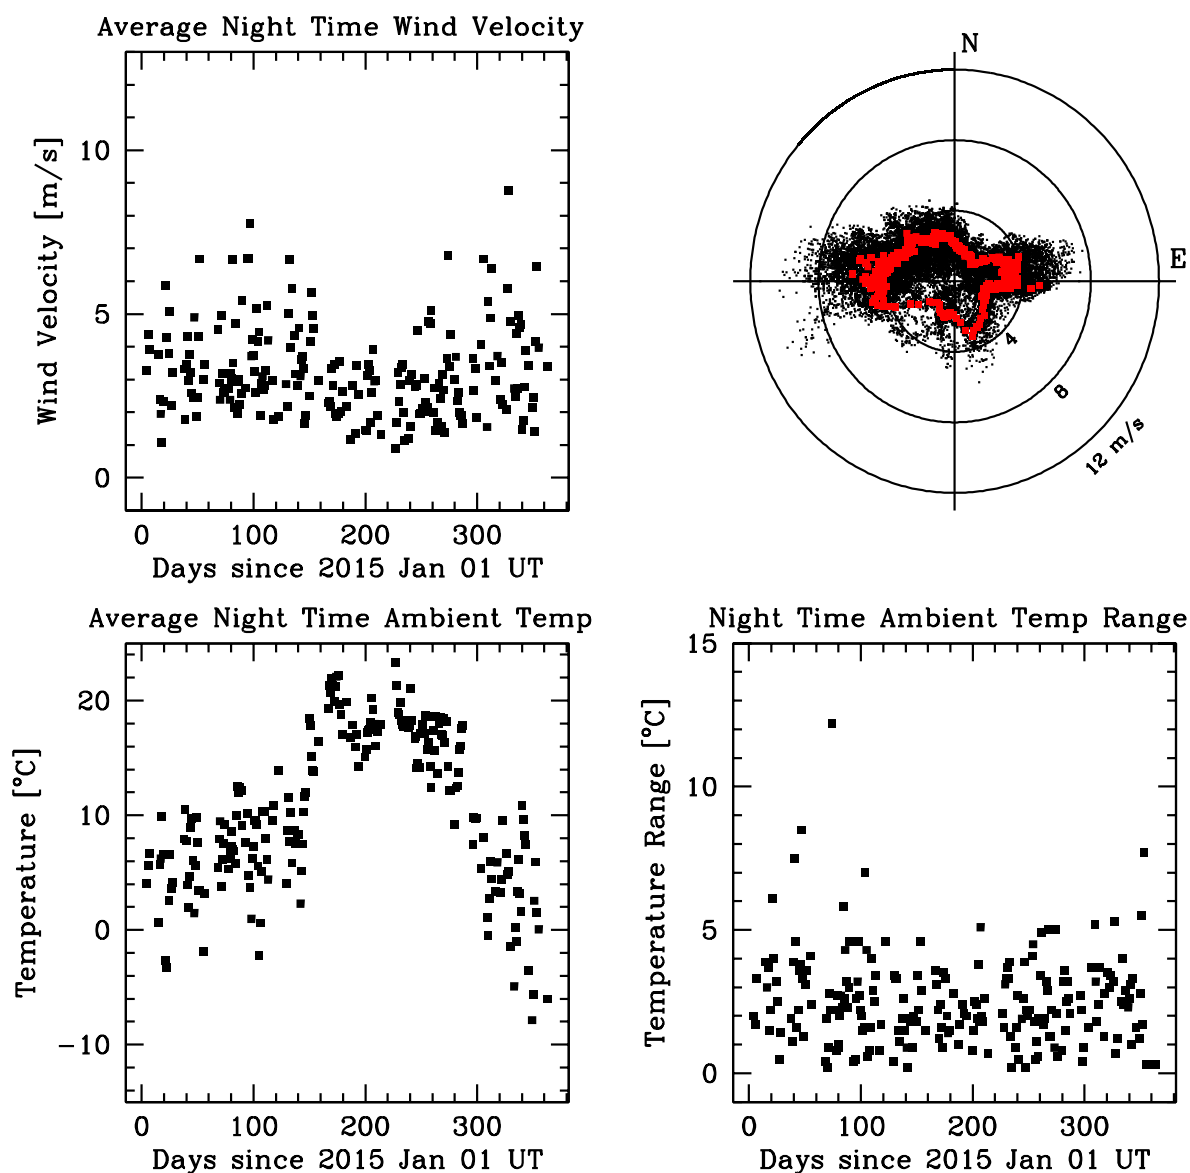 Average Night Time Wind Velocity
Wind Velocity [m/s]
10
5
0
0 100 200 300
Days since 2015 Jan 01 UT
N
E
4
8
12 m/s
Average Night Time Ambient Temp
Temperature [°C]
20
10
0
−10
0 100 200 300
Days since 2015 Jan 01 UT
Night Time Ambient Temp Range
Temperature Range [°C]
15
10
5
0
0 100 200 300
Days since 2015 Jan 01 UT